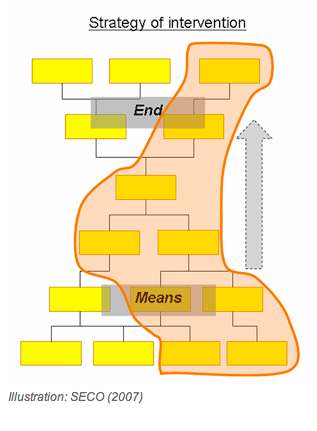 Strategy of intervention
End
Means
Illustration: SECO (2007)